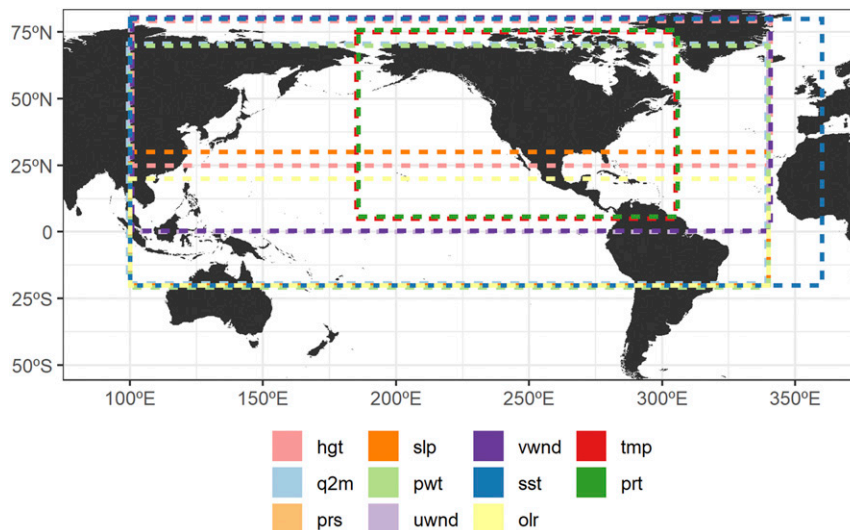 75ºN
50ºN
25ºN
0
25ºS
50ºS
100ºE 150ºE 200ºE 250ºE 300ºE 350ºE
hgt slp vwnd tmp
q2m pwt sst prt
prs uwnd olr